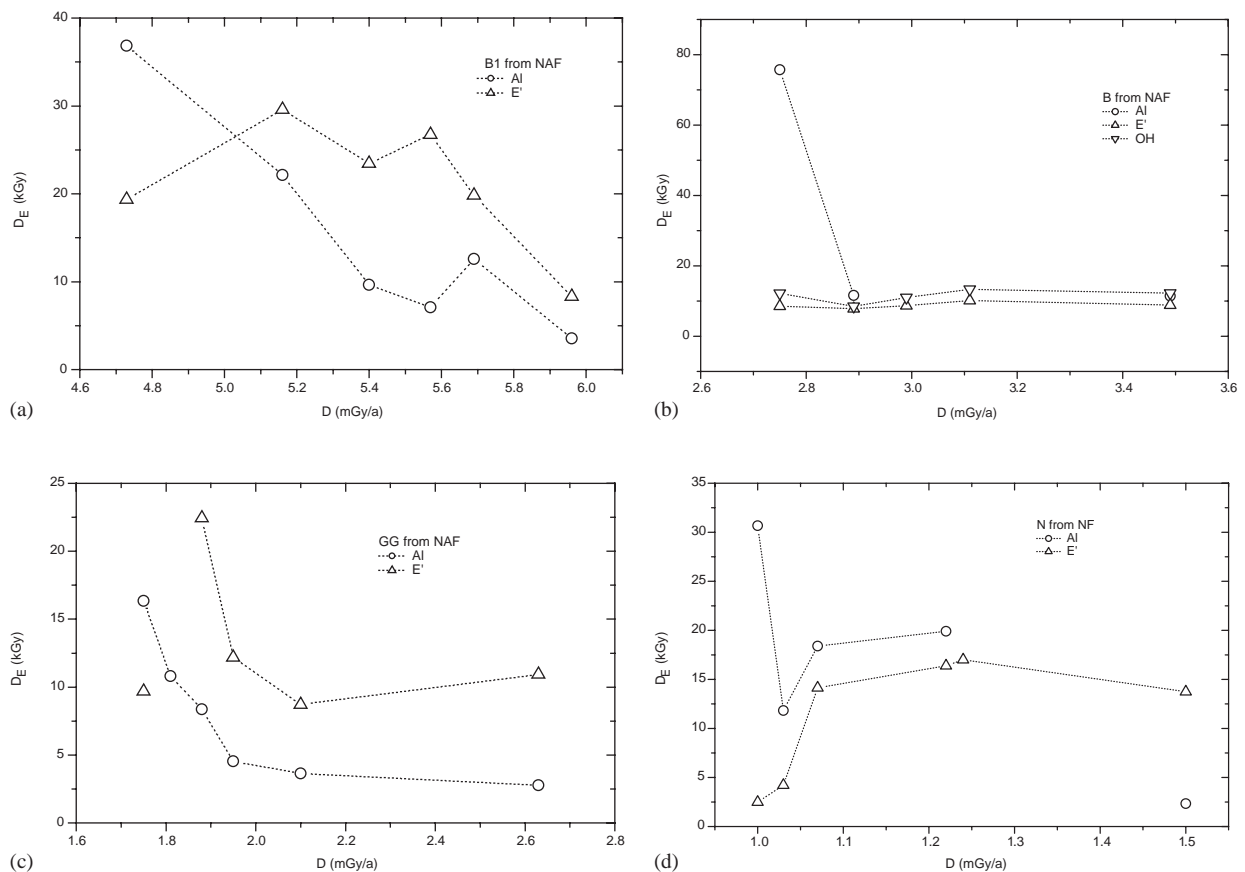 40
30
20
10
0
D_E (kGy)
B1 from NAF
Al
E'
4.6 4.8 5.0 5.2 5.4 5.6 5.8 6.0
D (mGy/a)
(a)
80
60
40
20
0
D_E (kGy)
B from NAF
Al
E'
OH
2.6 2.8 3.0 3.2 3.4 3.6
D (mGy/a)
(b)
25
20
15
10
5
0
D_E (kGy)
GG from NAF
Al
E'
1.6 1.8 2.0 2.2 2.4 2.6 2.8
D (mGy/a)
(c)
35
30
25
20
15
10
5
0
D_E (kGy)
N from NF
Al
E'
1.0 1.1 1.2 1.3 1.4 1.5
D (mGy/a)
(d)